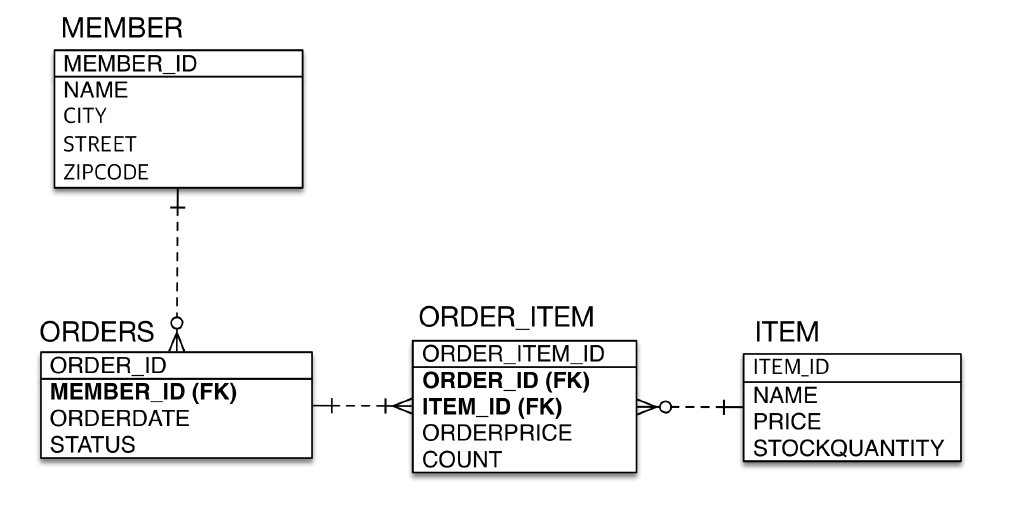 MEMBER
MEMBER_ID
NAME
CITY
STREET
ZIPCODE
ORDERS
ORDER_ID
MEMBER_ID (FK)
ORDERDATE
STATUS
ORDER_ITEM
ORDER_ITEM_ID
ORDER_ID (FK)
ITEM_ID (FK)
ORDERPRICE
COUNT
ITEM
ITEM_ID
NAME
PRICE
STOCKQUANTITY